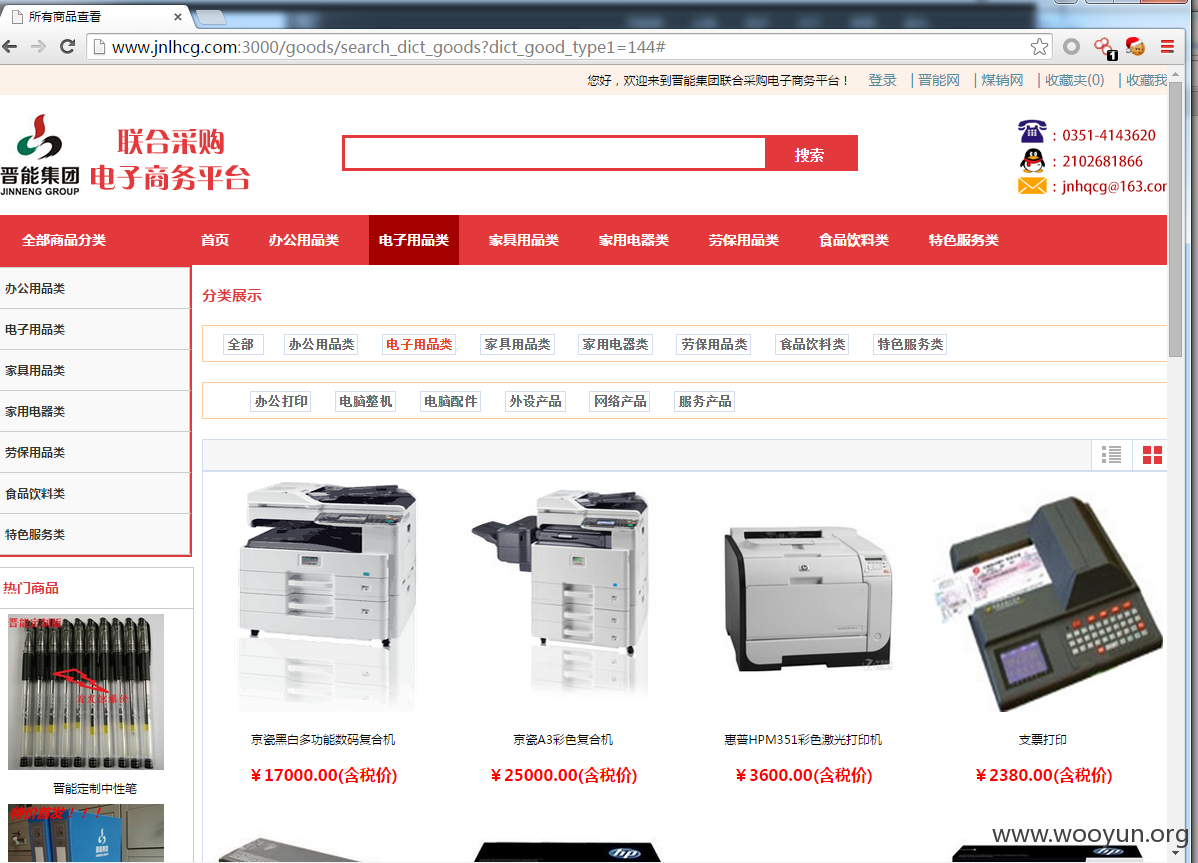 所有商品查看
www.jnlhcg.com:3000/goods/search_dict_goods?dict_good_type1=144#
1
您好，欢迎来到晋能集团联合采购电子商务平台！ 登录 | 晋能网 | 煤销网 | 收藏夹(0) | 收藏我
晋能集团
JINNENG GROUP
联合采购
电子商务平台
搜索
：0351-4143620
：2102681866
：jnhqcg@163.com
全部商品分类 首页 办公用品类 电子用品类 家具用品类 家用电器类 劳保用品类 食品饮料类 特色服务类
办公用品类
电子用品类
家具用品类
家用电器类
劳保用品类
食品饮料类
特色服务类
分类展示
全部 办公用品类 电子用品类 家具用品类 家用电器类 劳保用品类 食品饮料类 特色服务类
办公打印 电脑整机 电脑配件 外设产品 网络产品 服务产品
热门商品
晋能定制中性笔
特价首发！！！
晋能集团
京瓷黑白多功能数码复合机 京瓷A3彩色复合机 惠普HPM351彩色激光打印机 支票打印
￥17000.00(含税价) ￥25000.00(含税价) ￥3600.00(含税价) ￥2380.00(含税价)
hp
hp
www.wooyun.org